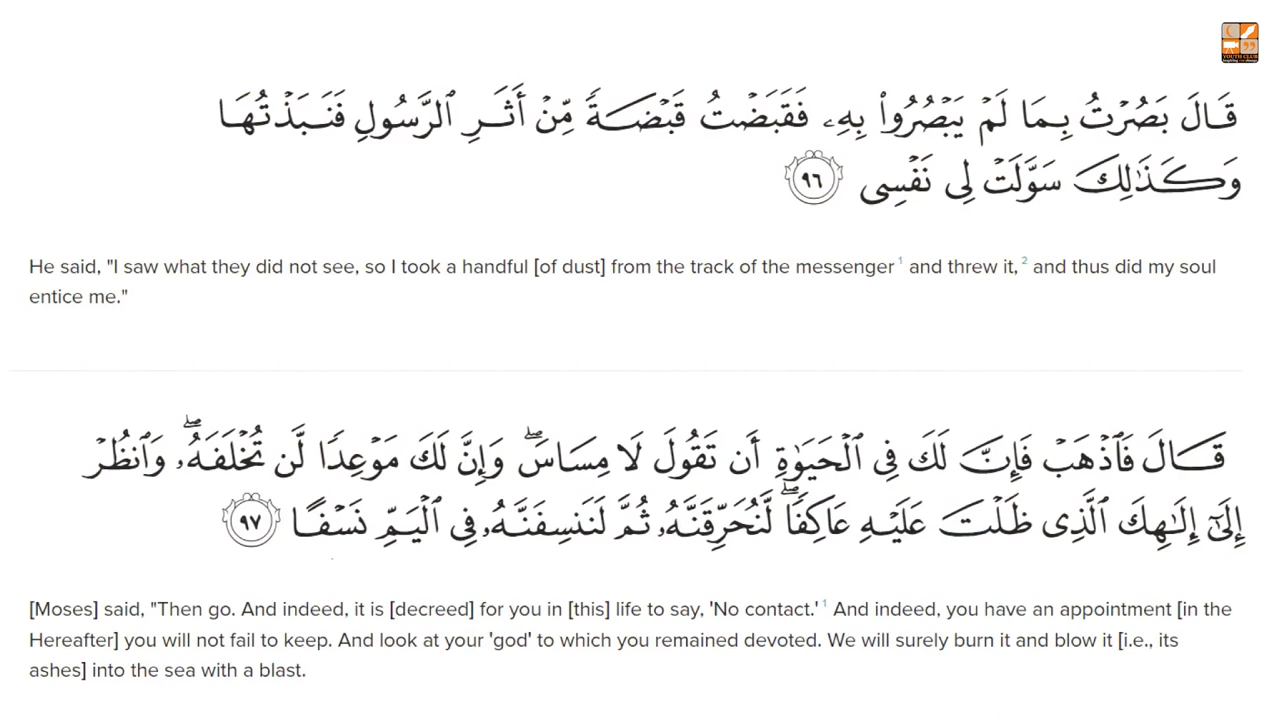 YOUTH CLUB
قَالَ بَصُرْتُ بِمَا لَمْ يَبْصُرُوا۟ بِهِۦ فَقَبَضْتُ قَبْضَةً مِّنْ أَثَرِ ٱلرَّسُولِ فَنَبَذْتُهَا
وَكَذَٰلِكَ سَوَّلَتْ لِى نَفْسِى ٩٦
He said, "I saw what they did not see, so I took a handful [of dust] from the track of the messenger1 and threw it,2 and thus did my soul
entice me."
قَالَ فَٱذْهَبْ فَإِنَّ لَكَ فِى ٱلْحَيَوٰةِ أَن تَقُولَ لَا مِسَاسَ ۖ وَإِنَّ لَكَ مَوْعِدًا لَّن تُخْلَفَهُۥ ۖ وَٱنظُرْ
إِلَىٰٓ إِلَٰهِكَ ٱلَّذِى ظَلْتَ عَلَيْهِ عَاكِفًا ۖ لَّنُحَرِّقَنَّهُۥ ثُمَّ لَنَنسِفَنَّهُۥ فِى ٱلْيَمِّ نَسْفًا ٩٧
[Moses] said, "Then go. And indeed, it is [decreed] for you in [this] life to say, 'No contact.'1 And indeed, you have an appointment [in the
Hereafter] you will not fail to keep. And look at your 'god' to which you remained devoted. We will surely burn it and blow it [i.e., its
ashes] into the sea with a blast.